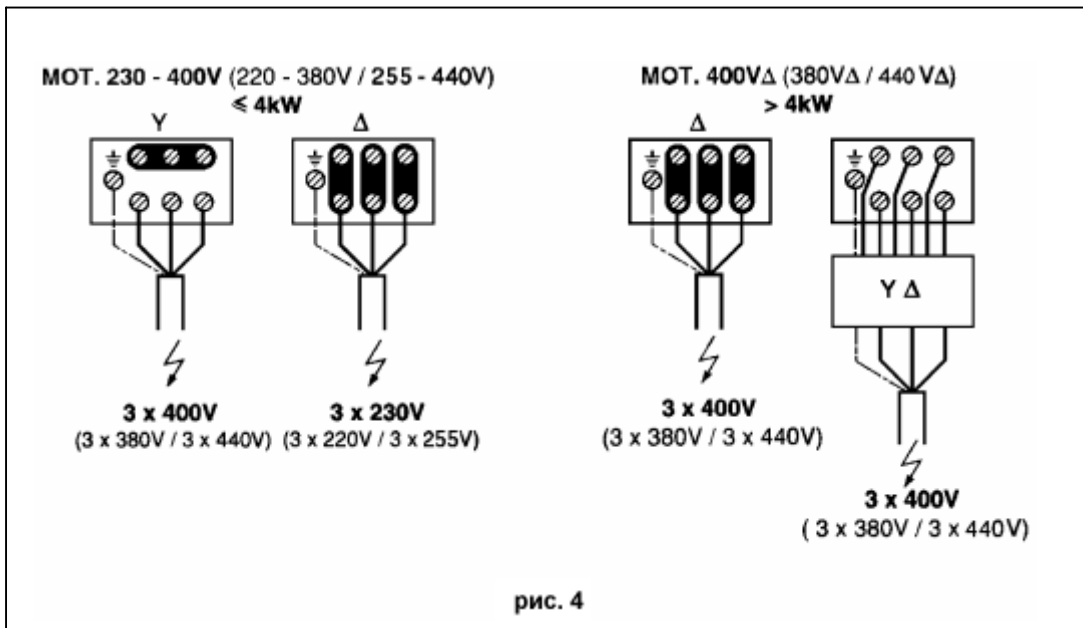 МОТ. 230 - 400V (220 - 380V / 255 - 440V)
⩽ 4kW
Y
Δ
3 x 400V
(3 x 380V / 3 x 440V)
3 x 230V
(3 x 220V / 3 x 255V)
МОТ. 400VΔ (380VΔ / 440 VΔ)
> 4kW
Δ
Y Δ
3 x 400V
(3 x 380V / 3 x 440V)
3 x 400V
( 3 x 380V / 3 x 440V)
рис. 4